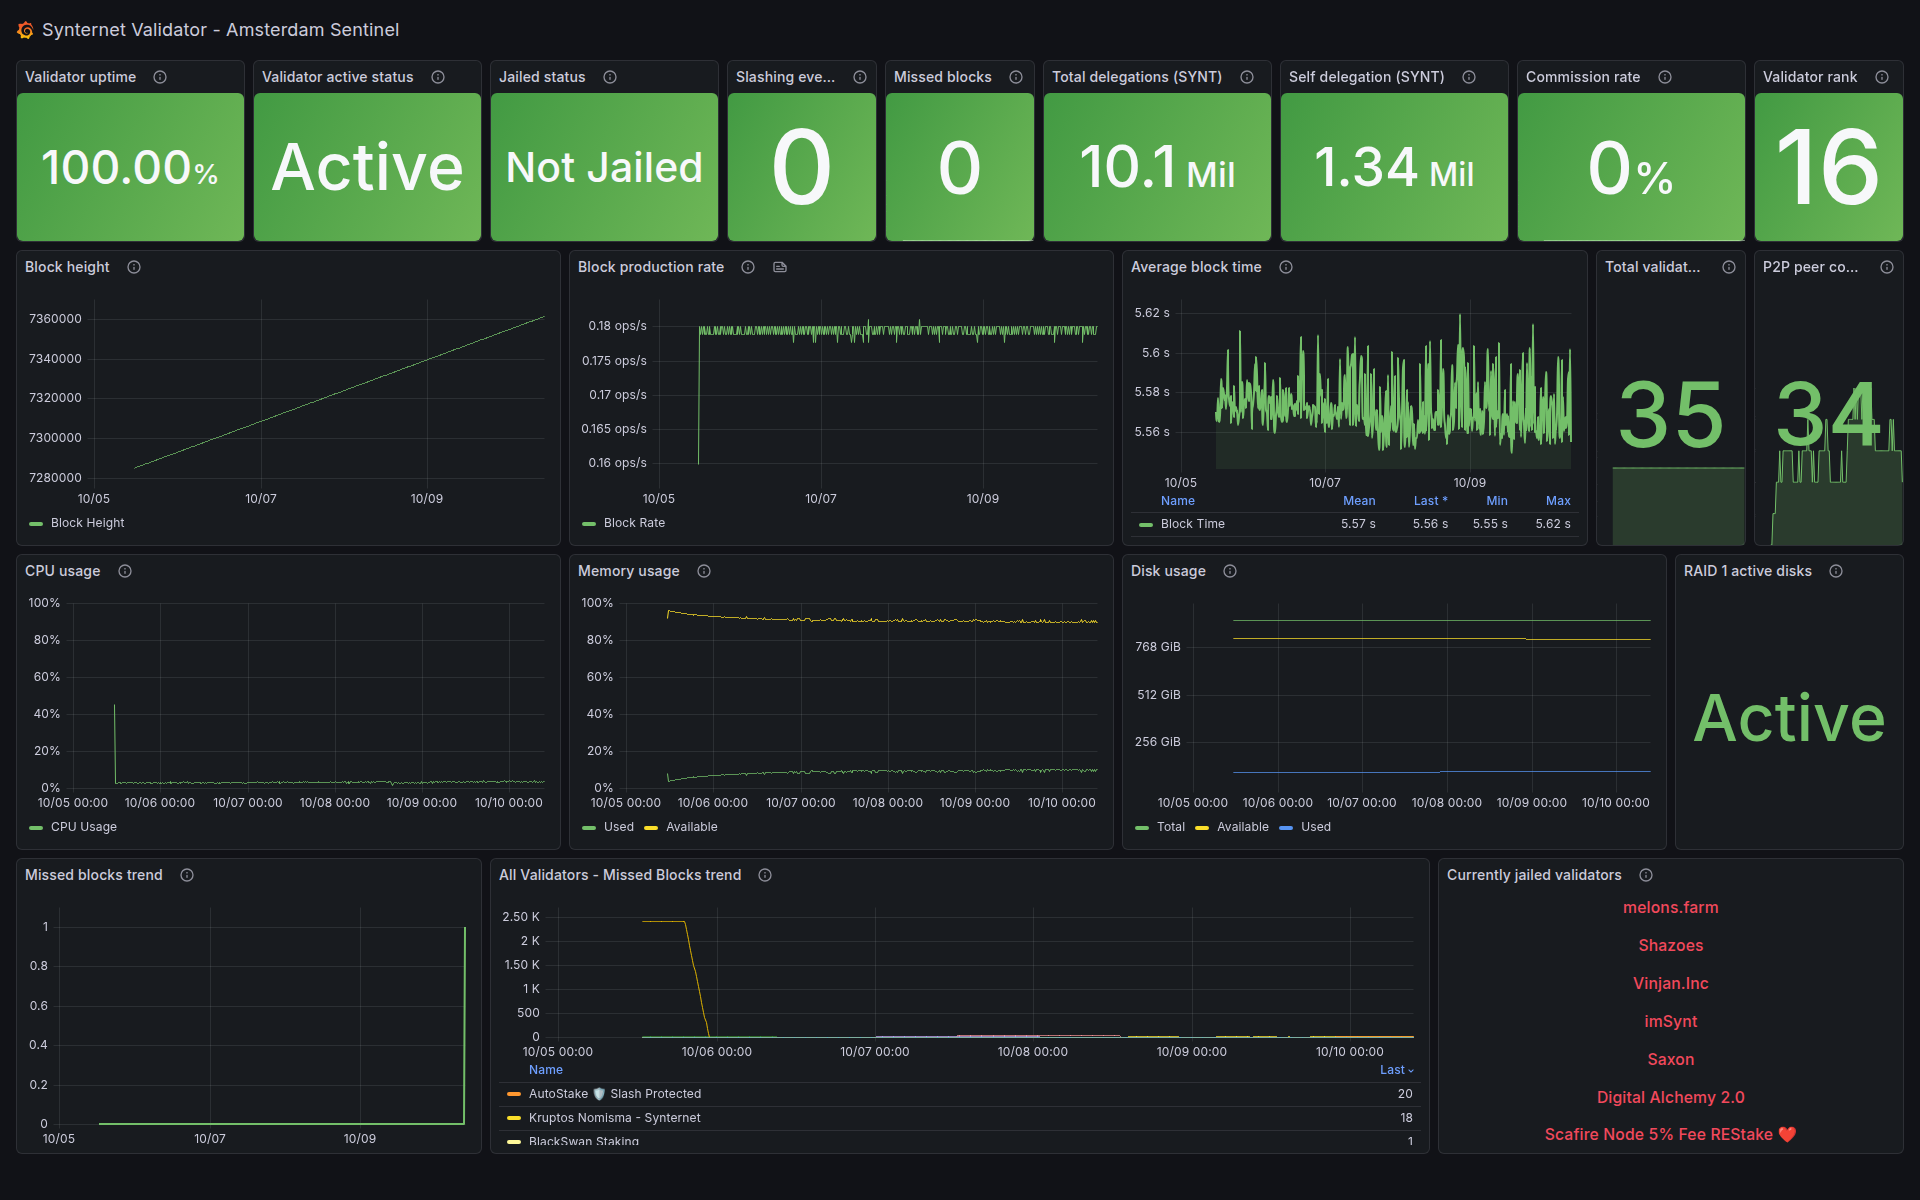 Synternet Validator - Amsterdam Sentinel
Validator uptime
100.00%
Validator active status
Active
Jailed status
Not Jailed
Slashing eve...
0
Missed blocks
0
Total delegations (SYNT)
10.1 Mil
Self delegation (SYNT)
1.34 Mil
Commission rate
0%
Validator rank
16
Block height
7360000
7340000
7320000
7300000
7280000
10/05 10/07 10/09
Block Height
Block production rate
0.18 ops/s
0.175 ops/s
0.17 ops/s
0.165 ops/s
0.16 ops/s
10/05 10/07 10/09
Block Rate
Average block time
5.62 s
5.6 s
5.58 s
5.56 s
10/05 10/07 10/09
Name Mean Last * Min Max
Block Time 5.57 s 5.56 s 5.55 s 5.62 s
Total validat...
35
P2P peer co...
34
CPU usage
100%
80%
60%
40%
20%
0%
10/05 00:00 10/06 00:00 10/07 00:00 10/08 00:00 10/09 00:00 10/10 00:00
CPU Usage
Memory usage
100%
80%
60%
40%
20%
0%
10/05 00:00 10/06 00:00 10/07 00:00 10/08 00:00 10/09 00:00 10/10 00:00
Used Available
Disk usage
768 GiB
512 GiB
256 GiB
10/05 00:00 10/06 00:00 10/07 00:00 10/08 00:00 10/09 00:00 10/10 00:00
Total Available Used
RAID 1 active disks
Active
Missed blocks trend
1
0.8
0.6
0.4
0.2
0
10/05 10/07 10/09
All Validators - Missed Blocks trend
2.50 K
2 K
1.50 K
1 K
500
0
10/05 00:00 10/06 00:00 10/07 00:00 10/08 00:00 10/09 00:00 10/10 00:00
Name Last
AutoStake 🛡️ Slash Protected 20
Kruptos Nomisma - Synternet 18
BlackSwan Staking 1
Currently jailed validators
melons.farm
Shazoes
Vinjan.Inc
imSynt
Saxon
Digital Alchemy 2.0
Scafire Node 5% Fee REStake ❤️